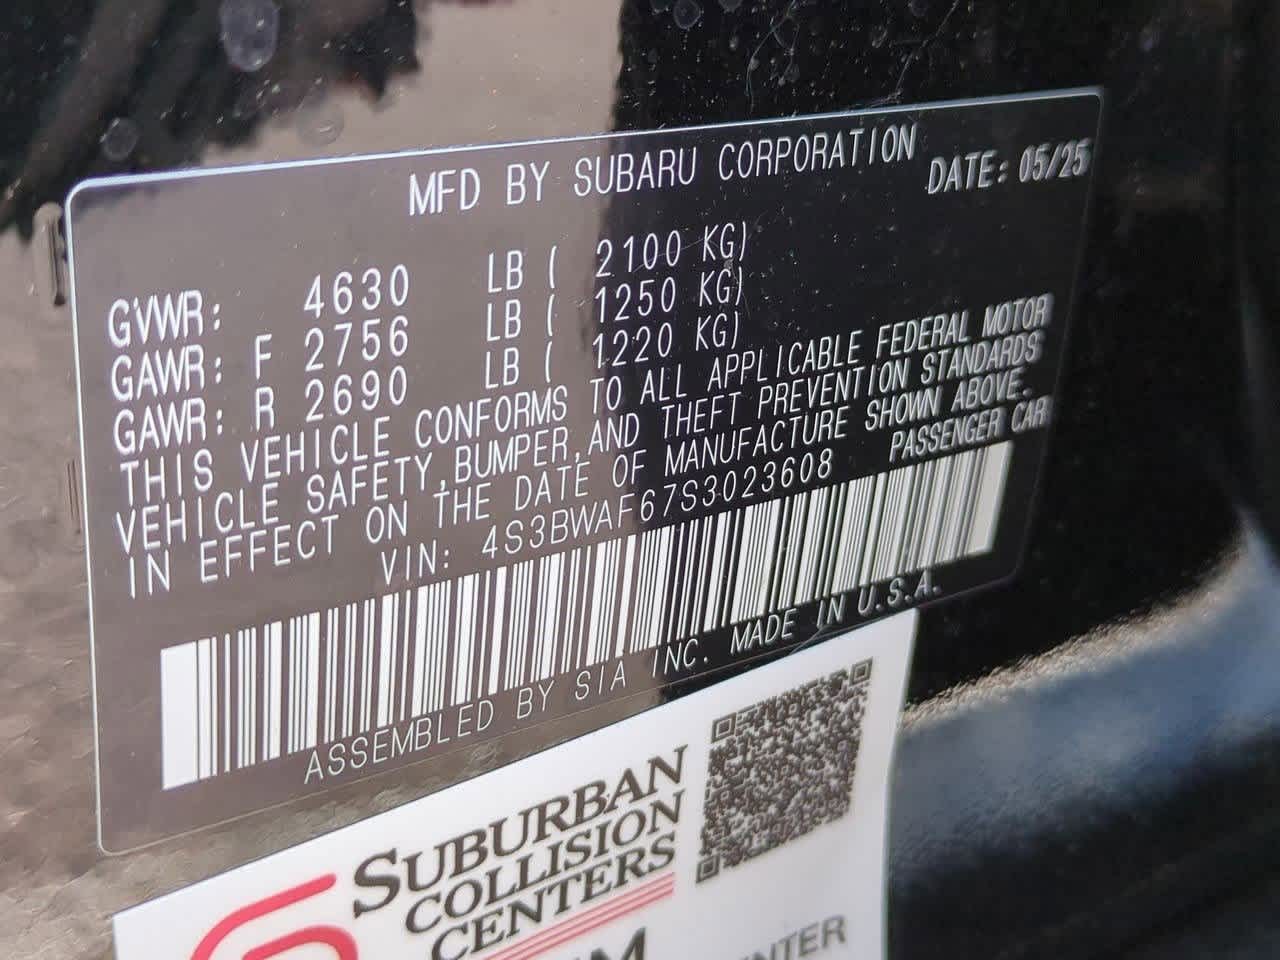 MFD BY SUBARU CORPORATION DATE: 05/25
GVWR: 4630 LB ( 2100 KG)
GAWR: F 2756 LB ( 1250 KG)
GAWR: R 2690 LB ( 1220 KG)
THIS VEHICLE CONFORMS TO ALL APPLICABLE FEDERAL MOTOR
VEHICLE SAFETY,BUMPER,AND THEFT PREVENTION STANDARDS
IN EFFECT ON THE DATE OF MANUFACTURE SHOWN ABOVE.
VIN: 4S3BWAF67S3023608 PASSENGER CAR
ASSEMBLED BY SIA INC. MADE IN U.S.A.
SUBURBAN
COLLISION
CENTERS